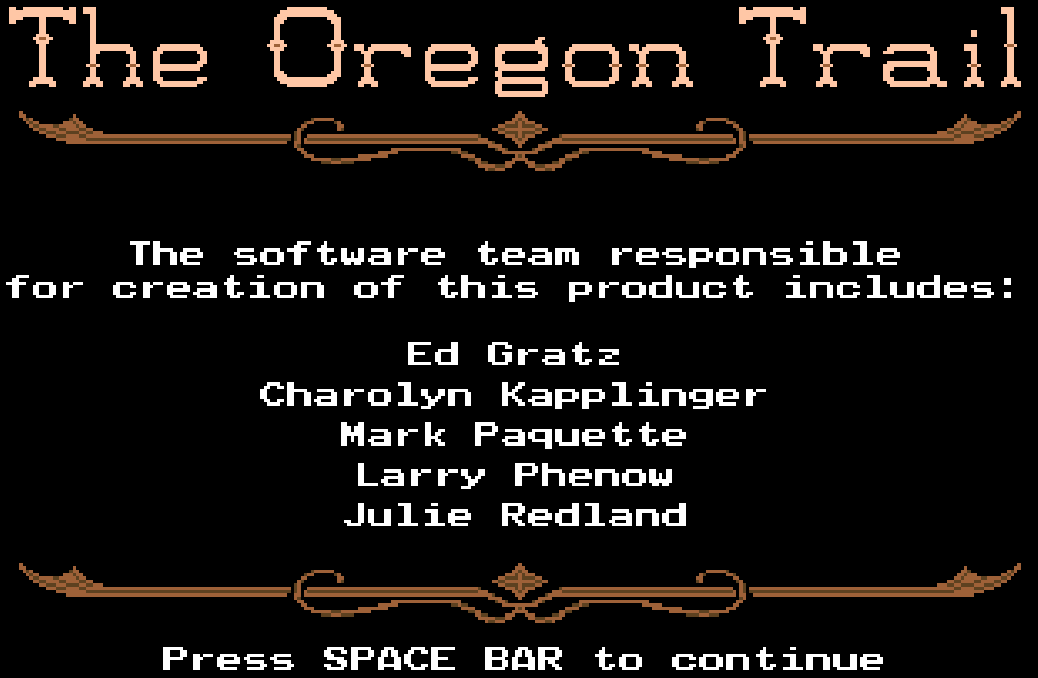 The Oregon Trail
The software team responsible
for creation of this product includes:
Ed Gratz
Charolyn Kapplinger
Mark Paquette
Larry Phenow
Julie Redland
Press SPACE BAR to continue